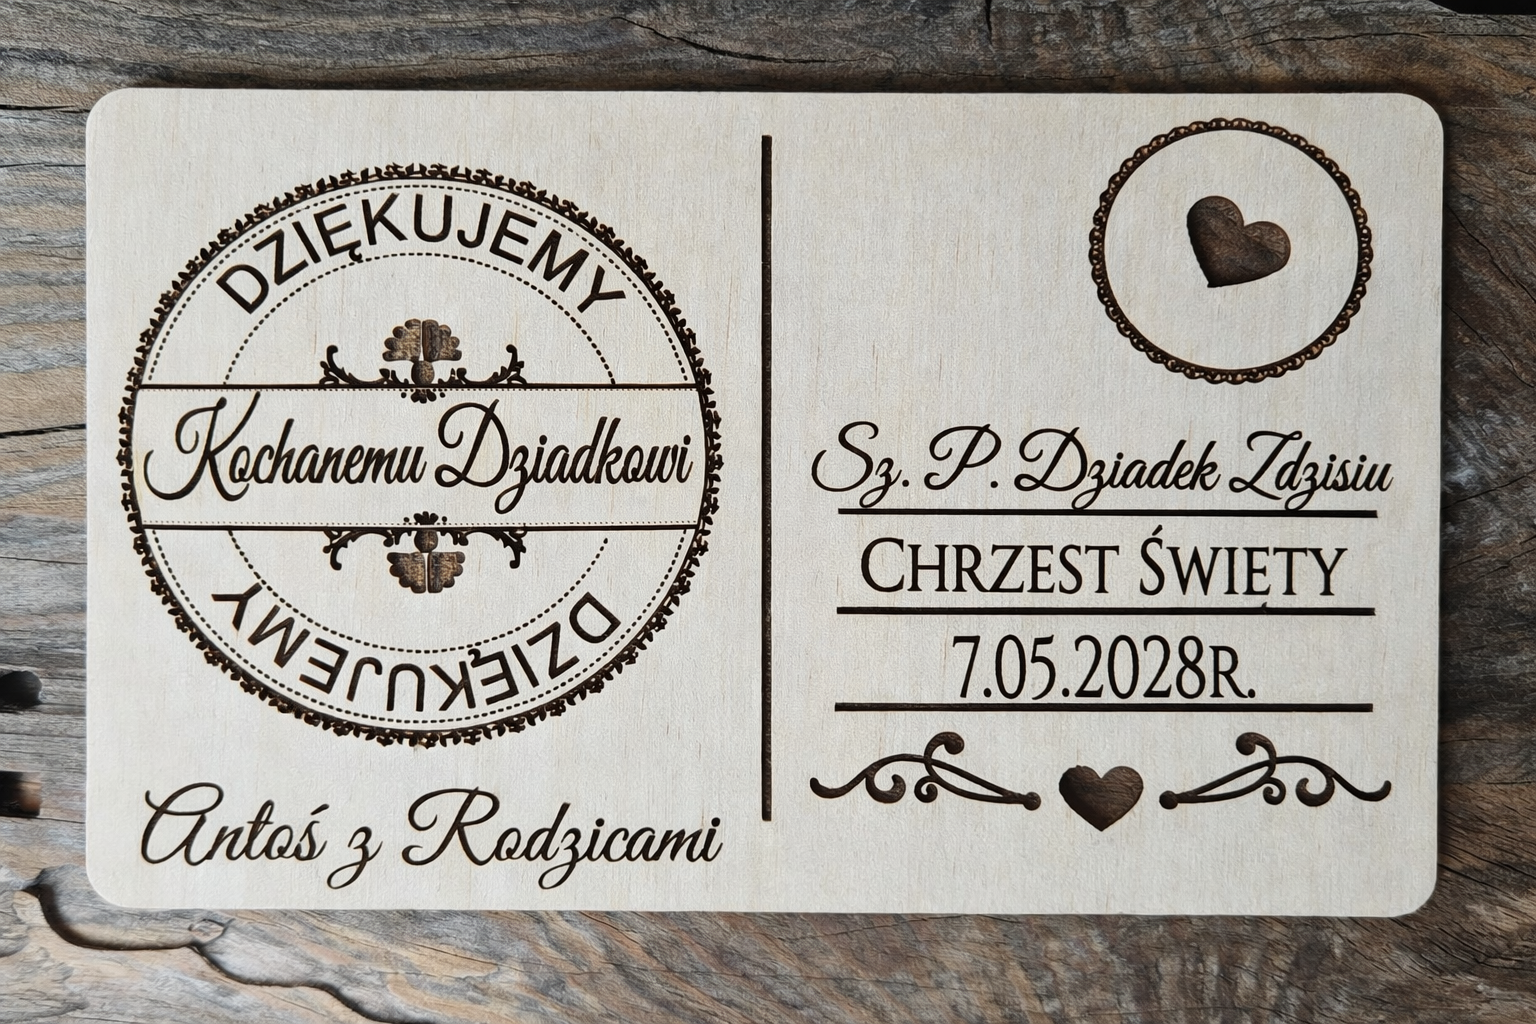 DZIĘKUJEMY
Kochanemu Dziadkowi
DZIĘKUJEMY
Antoś z Rodzicami
Sz. P. Dziadek Zdzisiu
CHRZEST ŚWIĘTY
7.05.2028R.